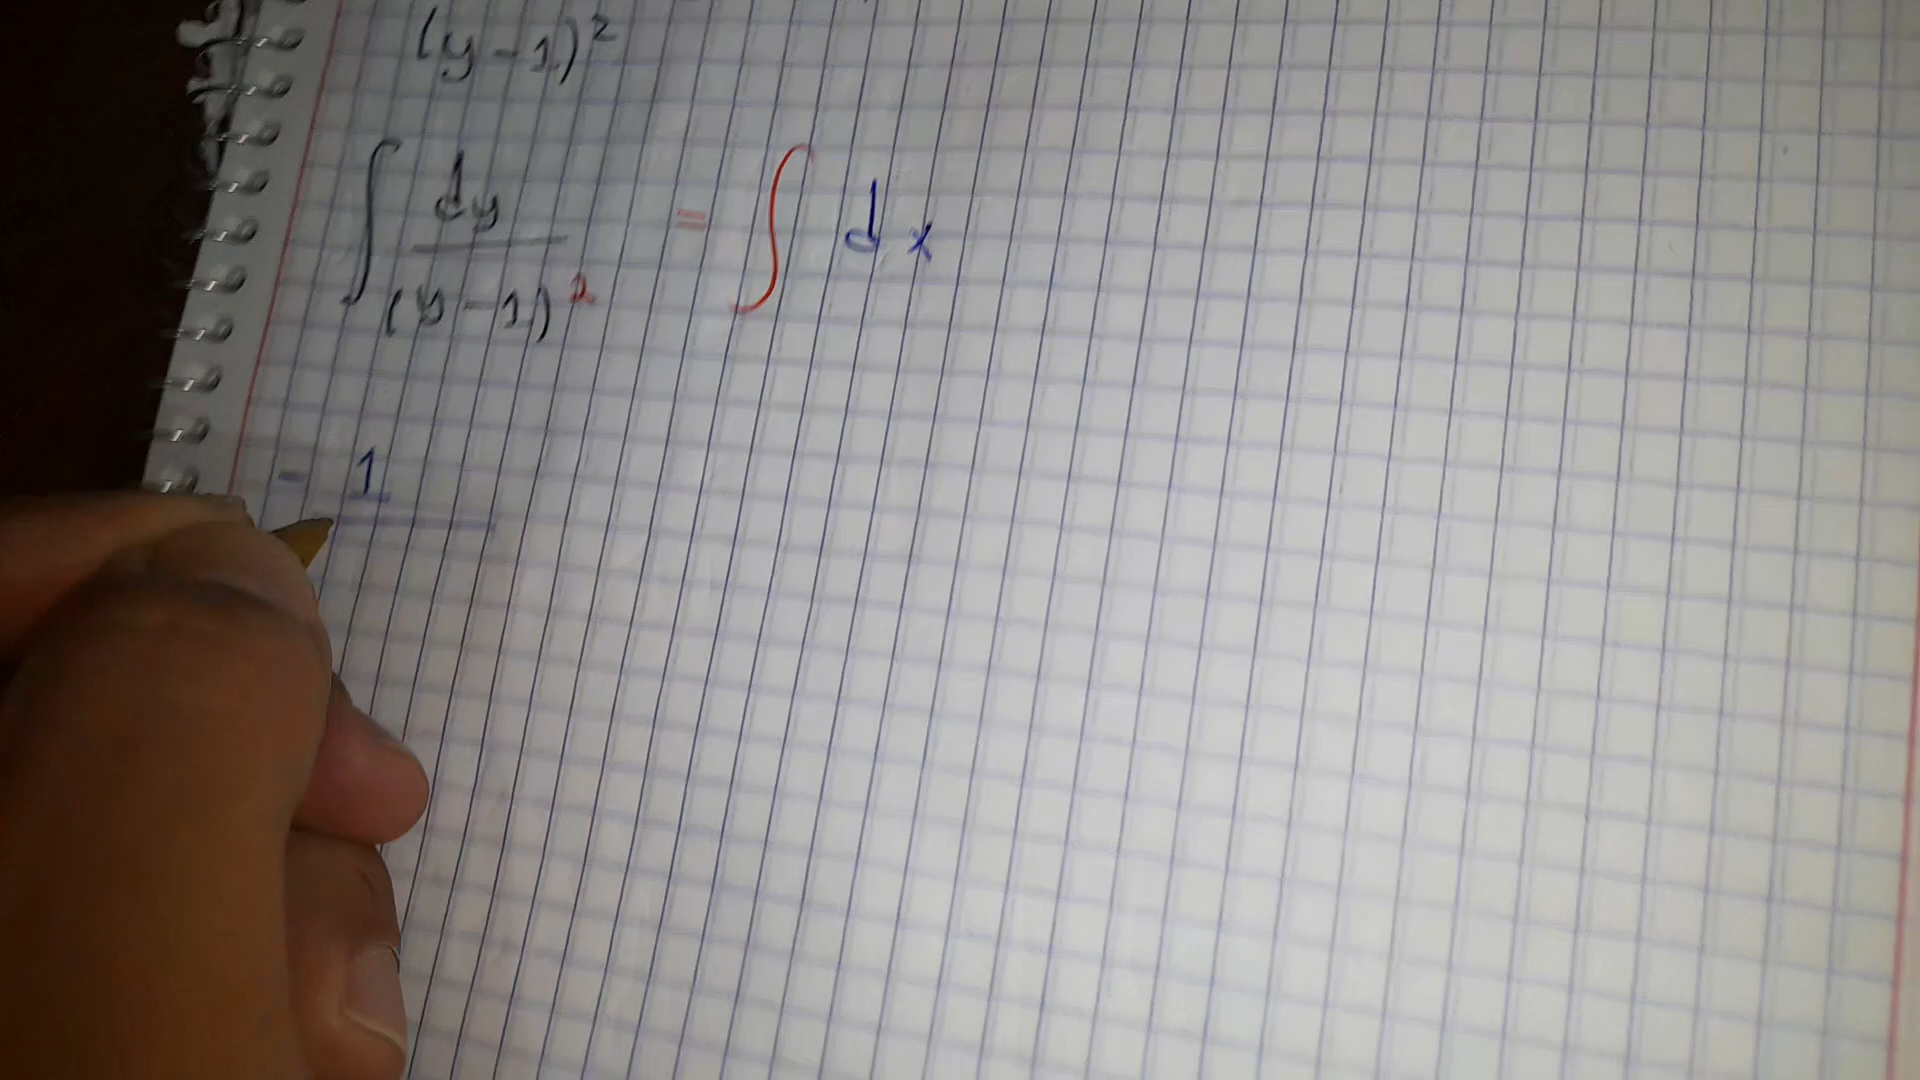 (y-1)²
∫ dy/(y-1)² = ∫ dx
- 1